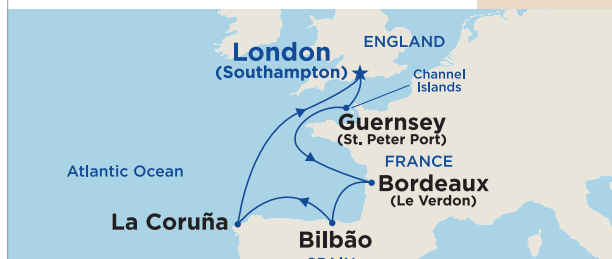 ENGLAND
London
(Southampton)
Channel
Islands
Guernsey
(St. Peter Port)
FRANCE
Atlantic Ocean
Bordeaux
(Le Verdon)
La Coruña
Bilbão